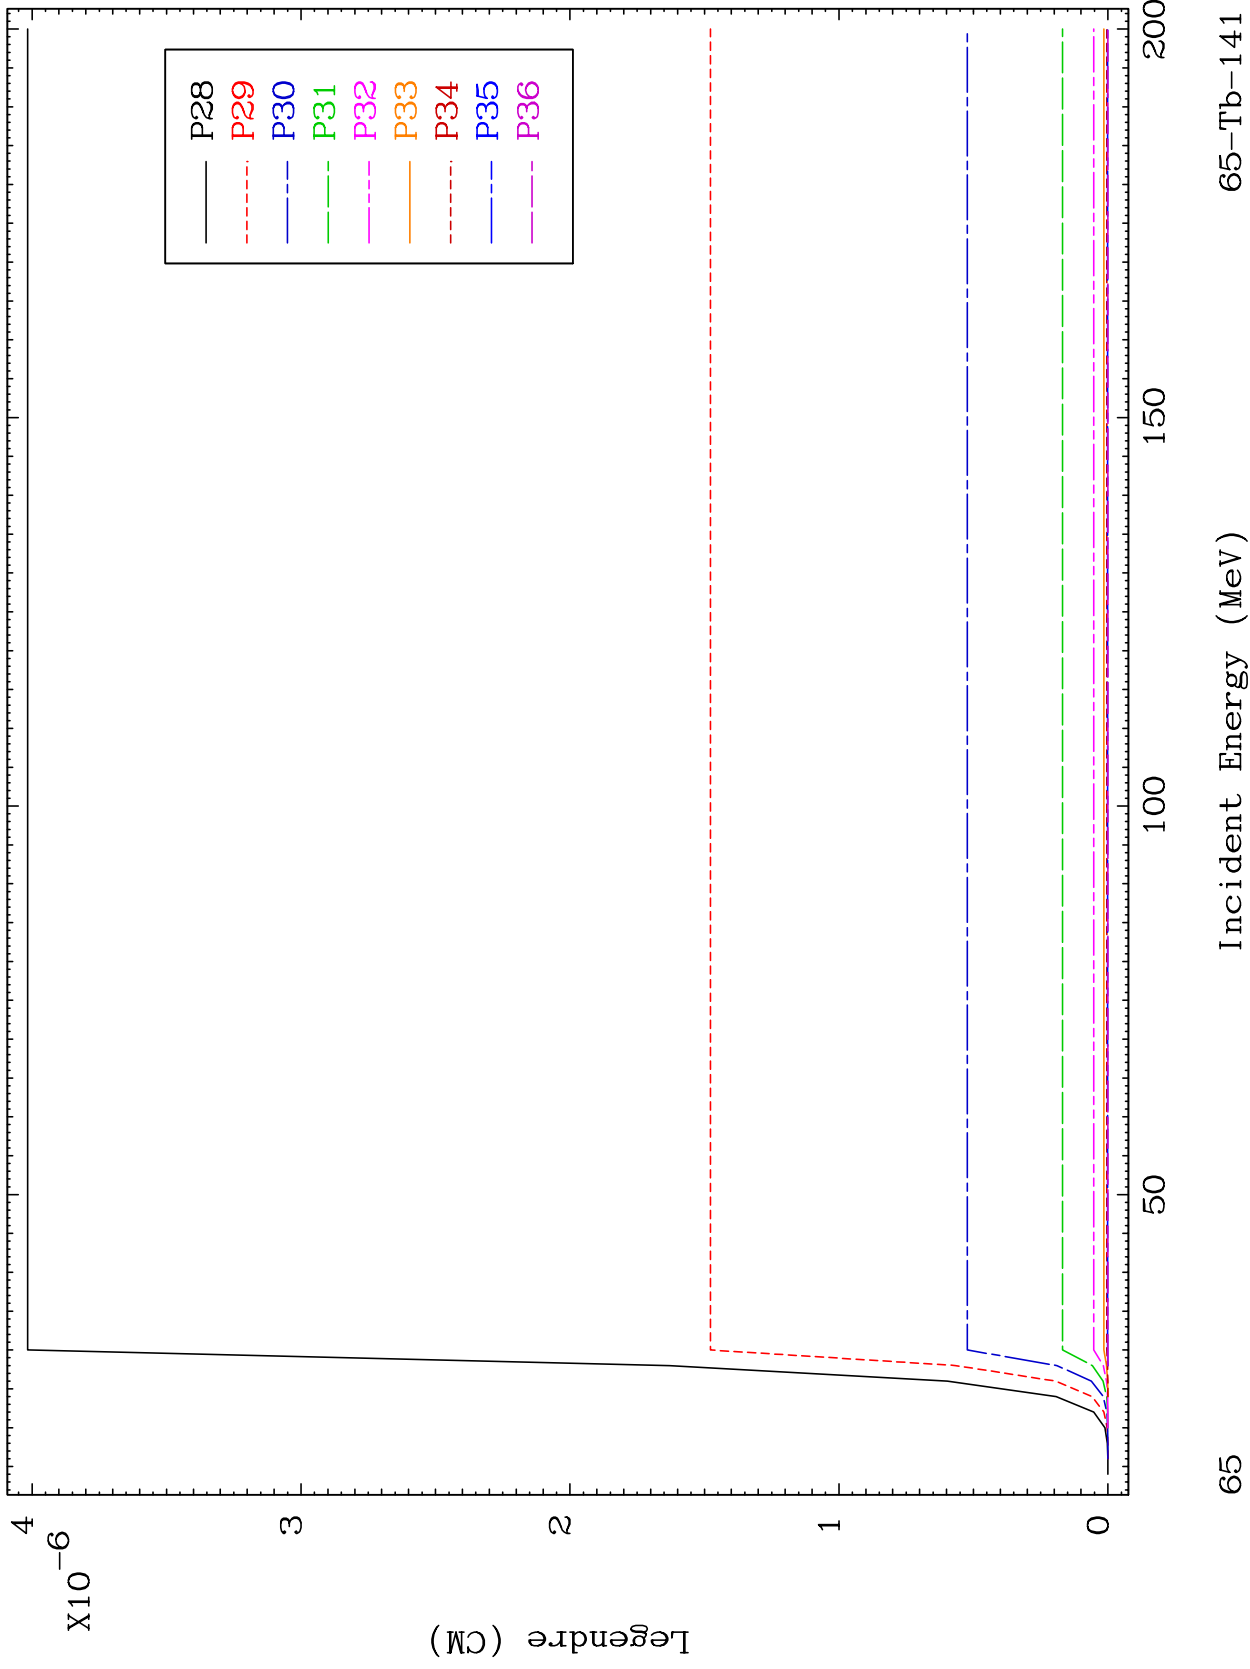 X10-6
4
3
2
1
0
Legendre (CM)
P28
P29
P30
P31
P32
P33
P34
P35
P36
50
100
150
200
Incident Energy (MeV)
65
65-Tb-141